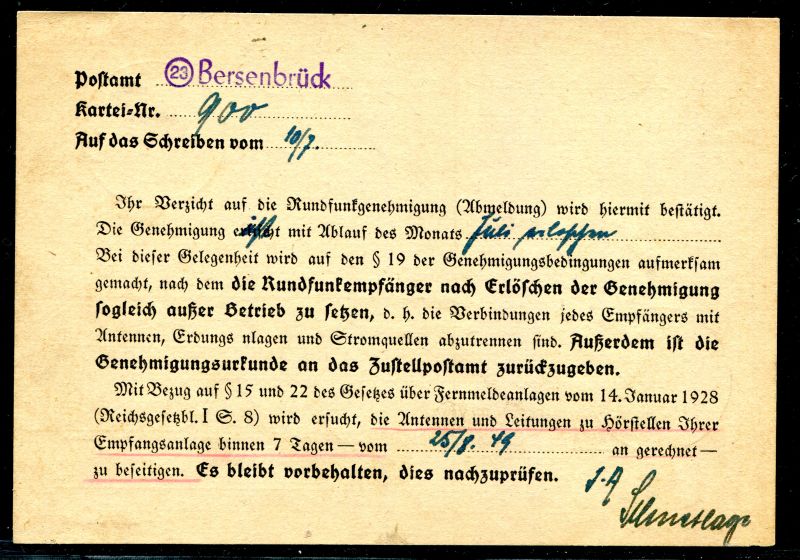 Postamt (23) Bersenbrück
Kartei-Nr. 900
Auf das Schreiben vom 10/7.
Ihr Verzicht auf die Rundfunkgenehmigung (Abmeldung) wird hiermit bestätigt.
Die Genehmigung ist mit Ablauf des Monats Juli erloschen
Bei dieser Gelegenheit wird auf den § 19 der Genehmigungsbedingungen aufmerksam
gemacht, nach dem die Rundfunkempfänger nach Erlöschen der Genehmigung
sogleich außer Betrieb zu setzen, d. h. die Verbindungen jedes Empfängers mit
Antennen, Erdungs nlagen und Stromquellen abzutrennen sind. Außerdem ist die
Genehmigungsurkunde an das Zustellpostamt zurückzugeben.
Mit Bezug auf § 15 und 22 des Gesetzes über Fernmeldeanlagen vom 14. Januar 1928
(Reichsgesetzbl. I S. 8) wird ersucht, die Antennen und Leitungen zu Hörstellen Ihrer
Empfangsanlage binnen 7 Tagen — vom 25/8. 49 an gerechnet —
zu beseitigen. Es bleibt vorbehalten, dies nachzuprüfen.
I. A